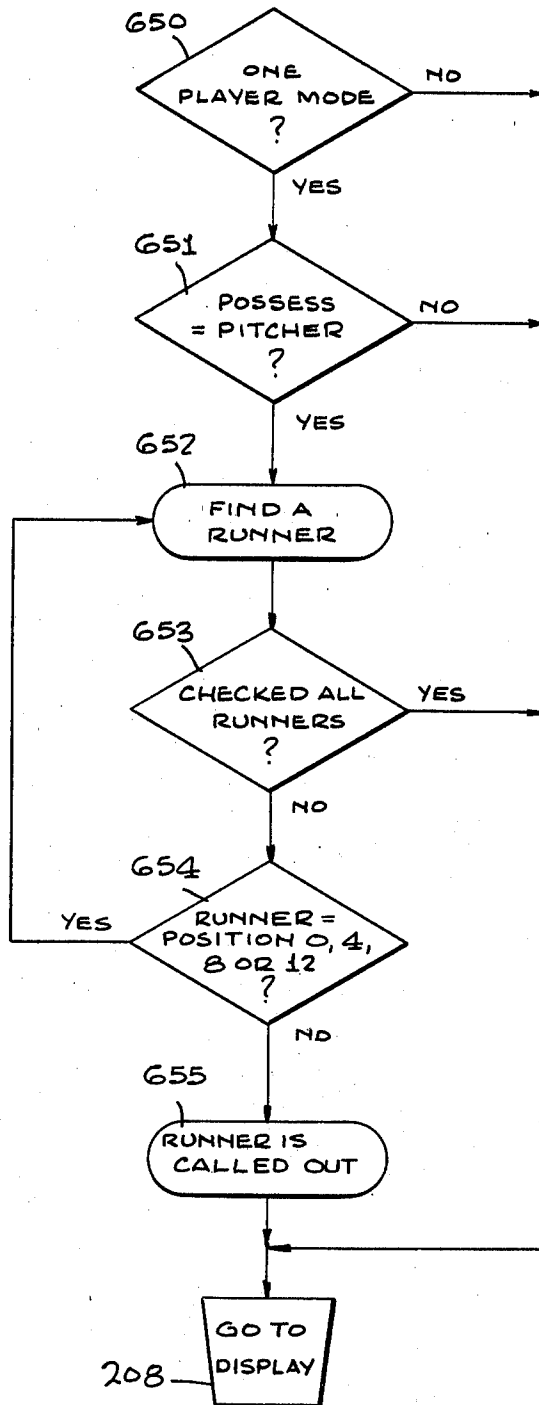 650
ONE
PLAYER MODE
?
NO
YES
651
POSSESS
= PITCHER
?
NO
YES
652
FIND A
RUNNER
653
CHECKED ALL
RUNNERS
?
YES
NO
654
YES
RUNNER =
POSITION 0, 4,
8 OR 12
?
NO
655
RUNNER IS
CALLED OUT
GO TO
DISPLAY
208